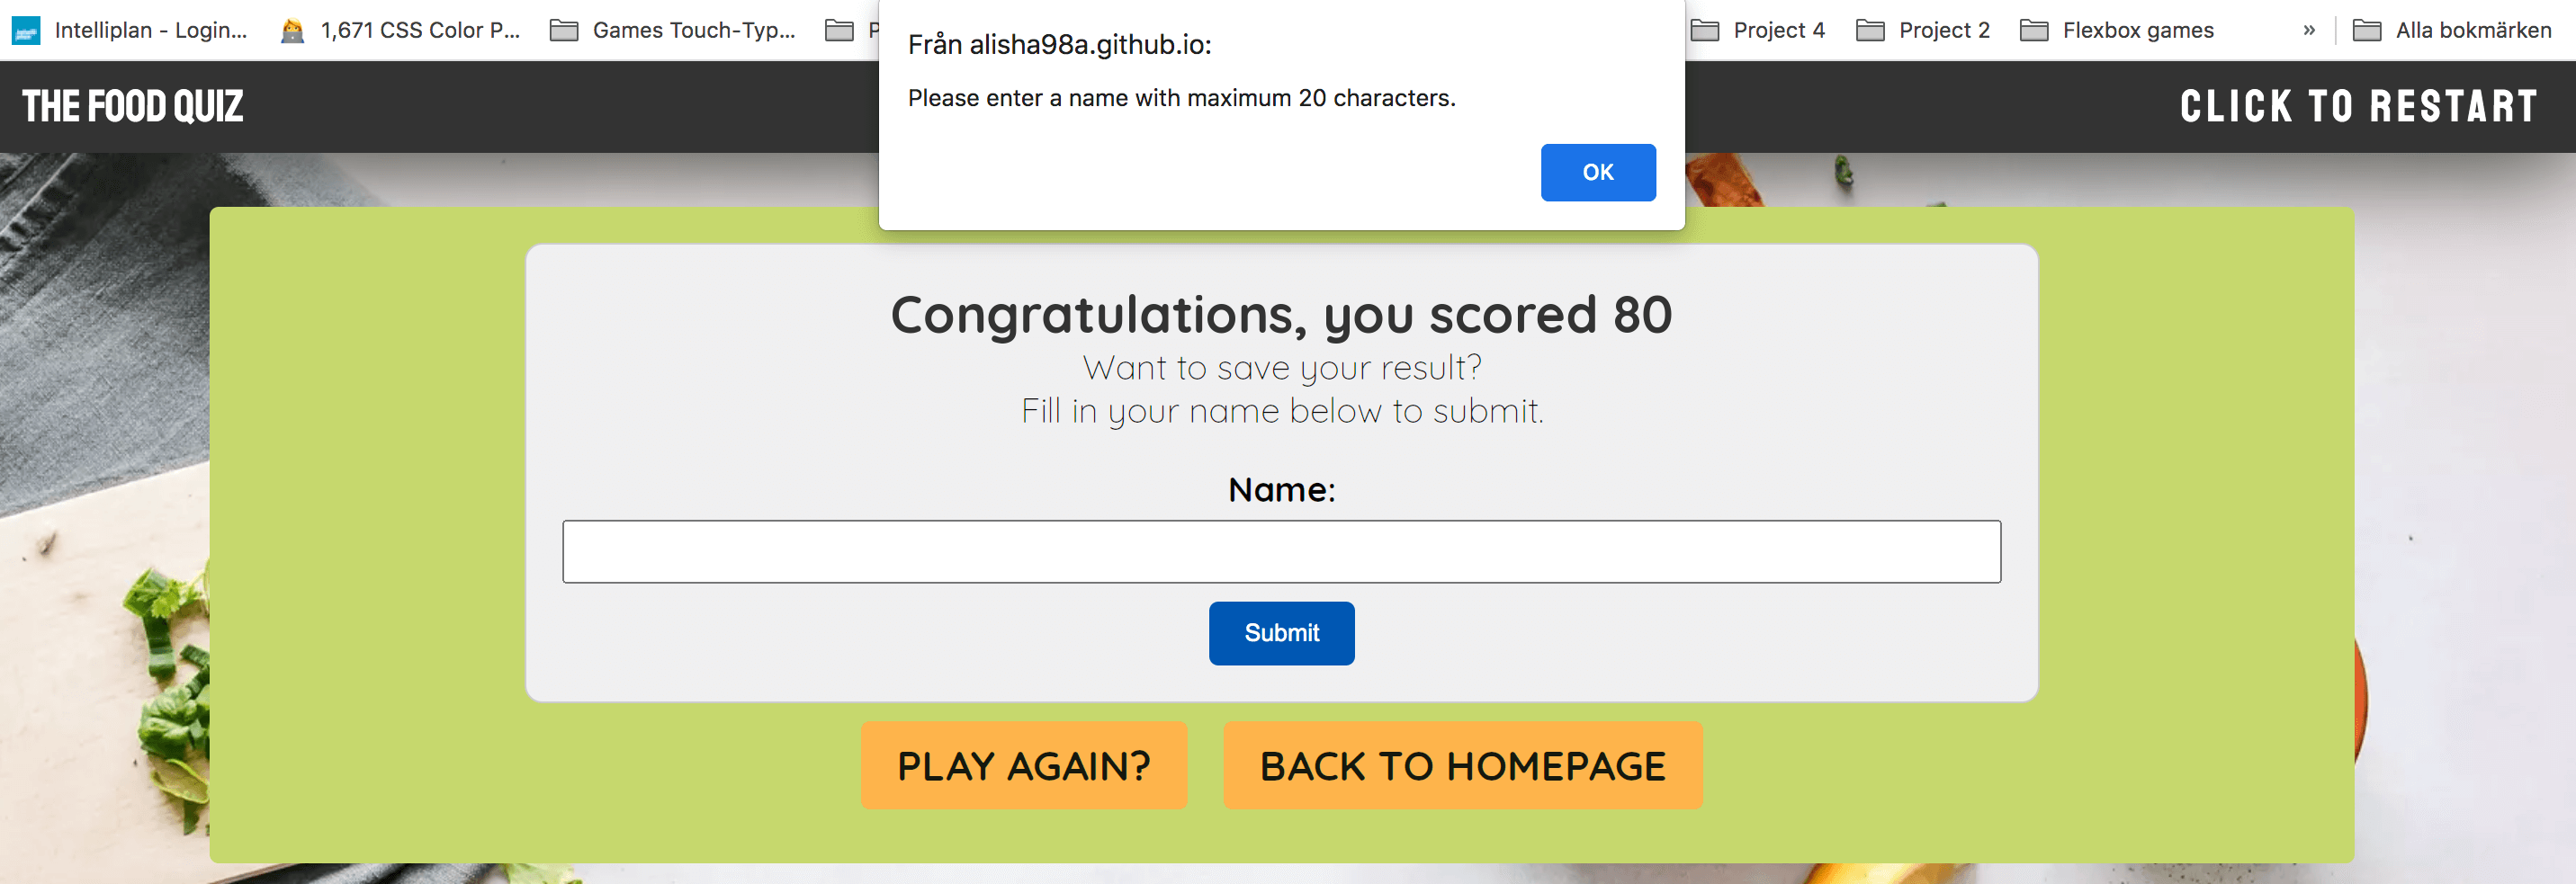 Intelliplan - Login...
1,671 CSS Color P...
Games Touch-Typ...
Project 4
Project 2
Flexbox games
»
Alla bokmärken
Från alisha98a.github.io:
Please enter a name with maximum 20 characters.
OK
THE FOOD QUIZ
CLICK TO RESTART
Congratulations, you scored 80
Want to save your result?
Fill in your name below to submit.
Name:
Submit
PLAY AGAIN?
BACK TO HOMEPAGE